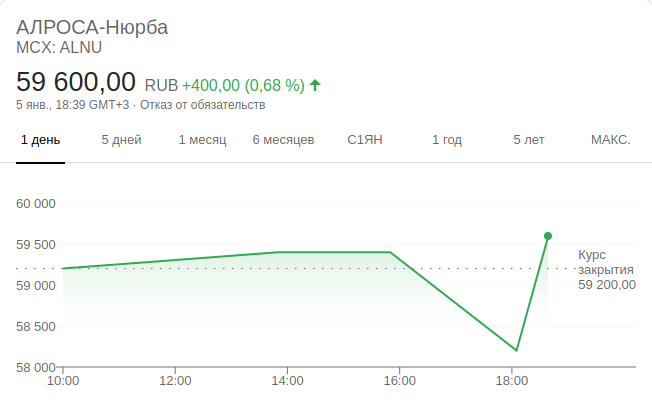 АЛРОСА-Нюрба
MCX: ALNU
59 600,00 RUB +400,00 (0,68 %)
5 янв., 18:39 GMT+3 · Отказ от обязательств
1 день 5 дней 1 месяц 6 месяцев С1ЯН 1 год 5 лет МАКС.
60 000
59 500
59 000
58 500
58 000
Курс
закрытия
59 200,00
10:00 12:00 14:00 16:00 18:00